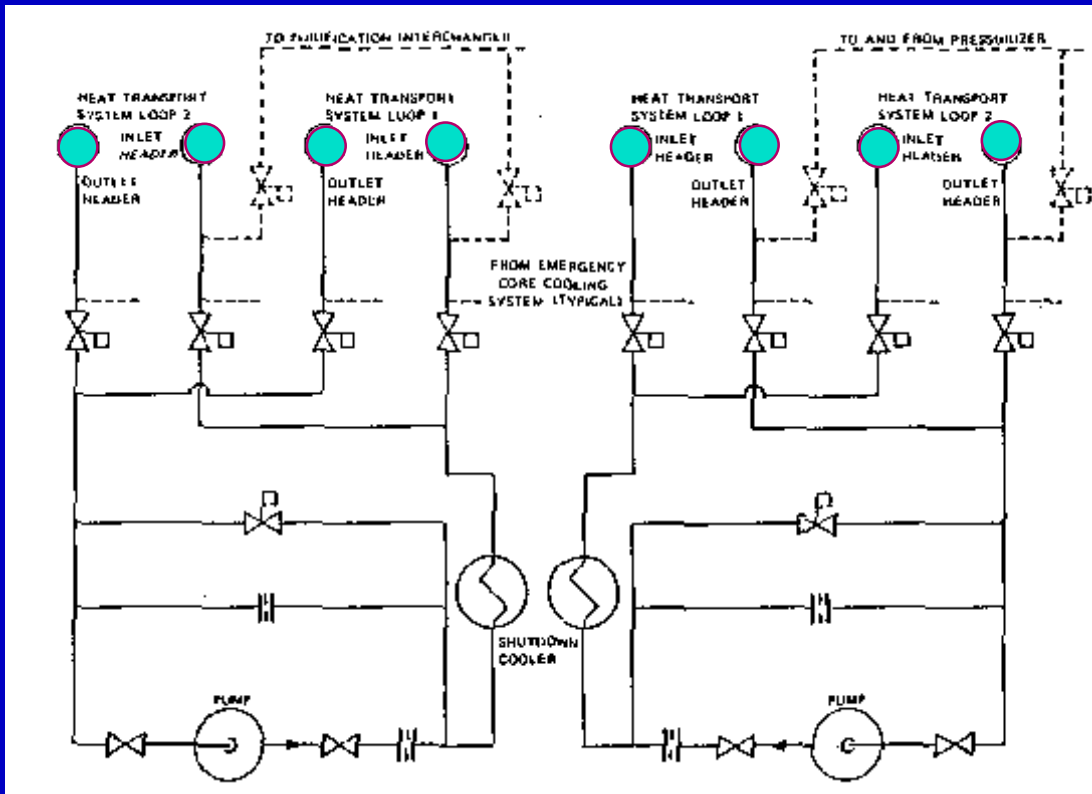 TO PURIFICATION INTERCHANGER
TO AND FROM PRESSURIZER
HEAT TRANSPORT
SYSTEM LOOP 2
INLET
HEADER
OUTLET
HEADER
HEAT TRANSPORT
SYSTEM LOOP
INLET
HEADER
OUTLET
HEADER
HEAT TRANSPORT
SYSTEM LOOP 1
INLET
HEADER
OUTLET
HEADER
HEAT TRANSPORT
SYSTEM LOOP 2
INLET
HEADER
OUTLET
HEADER
FROM EMERGENCY
CORE COOLING
SYSTEM (TYPICAL)
SHUTDOWN
COOLER
PUMP
PUMP